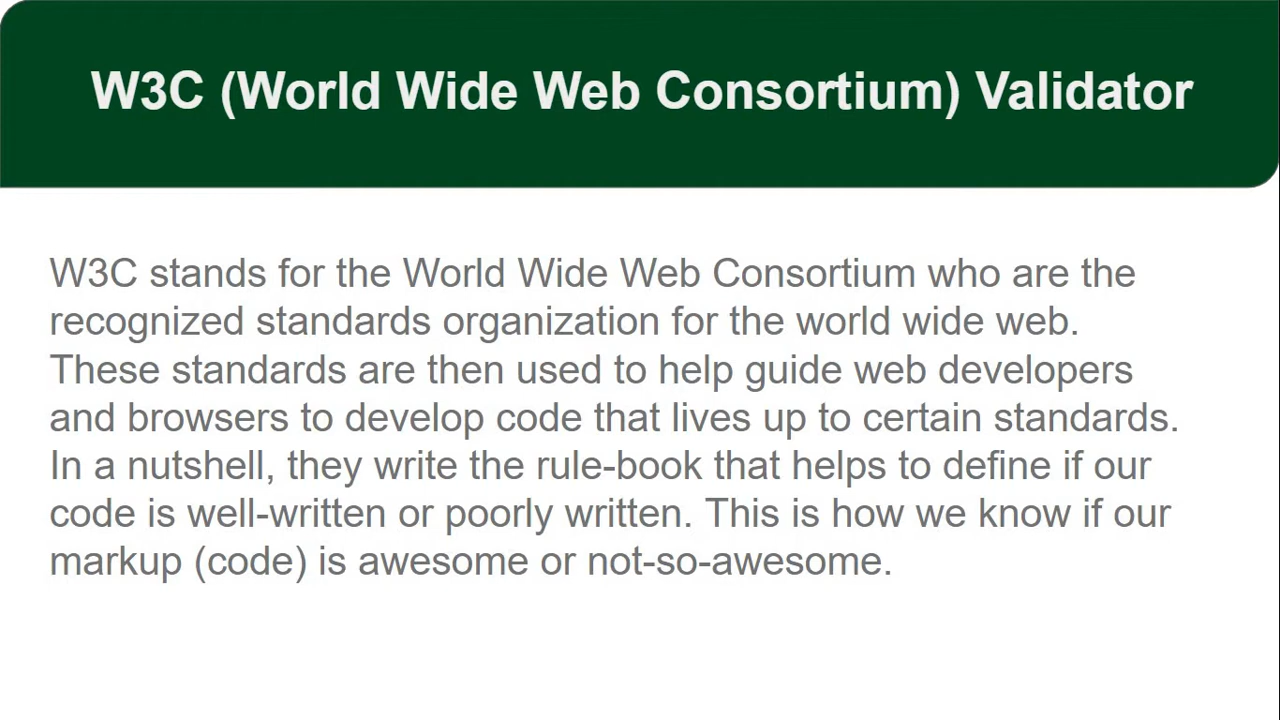 W3C (World Wide Web Consortium) Validator
W3C stands for the World Wide Web Consortium who are the
recognized standards organization for the world wide web.
These standards are then used to help guide web developers
and browsers to develop code that lives up to certain standards.
In a nutshell, they write the rule-book that helps to define if our
code is well-written or poorly written. This is how we know if our
markup (code) is awesome or not-so-awesome.